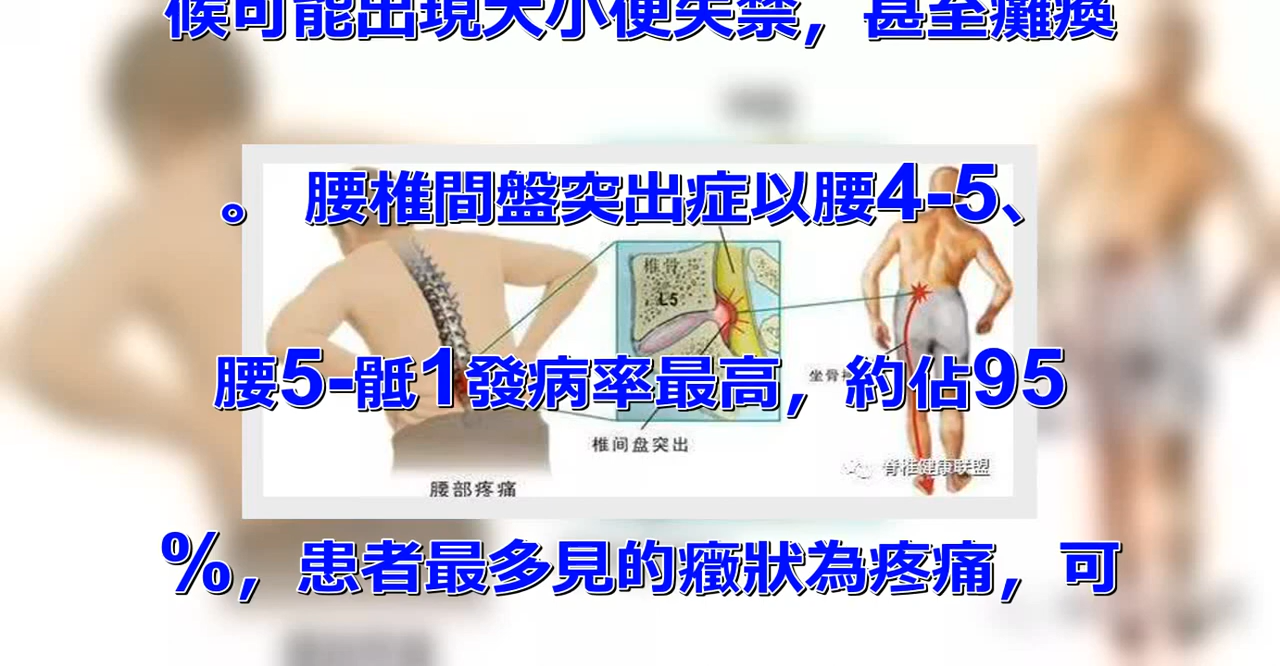 候可能出現大小便失禁，甚至癱瘓
。 腰椎間盤突出症以腰4-5、
椎骨
L5
腰5-骶1發病率最高，約佔95
坐骨神
椎间盘突出
脊椎健康联盟
腰部疼痛
%，患者最多見的癥狀為疼痛，可